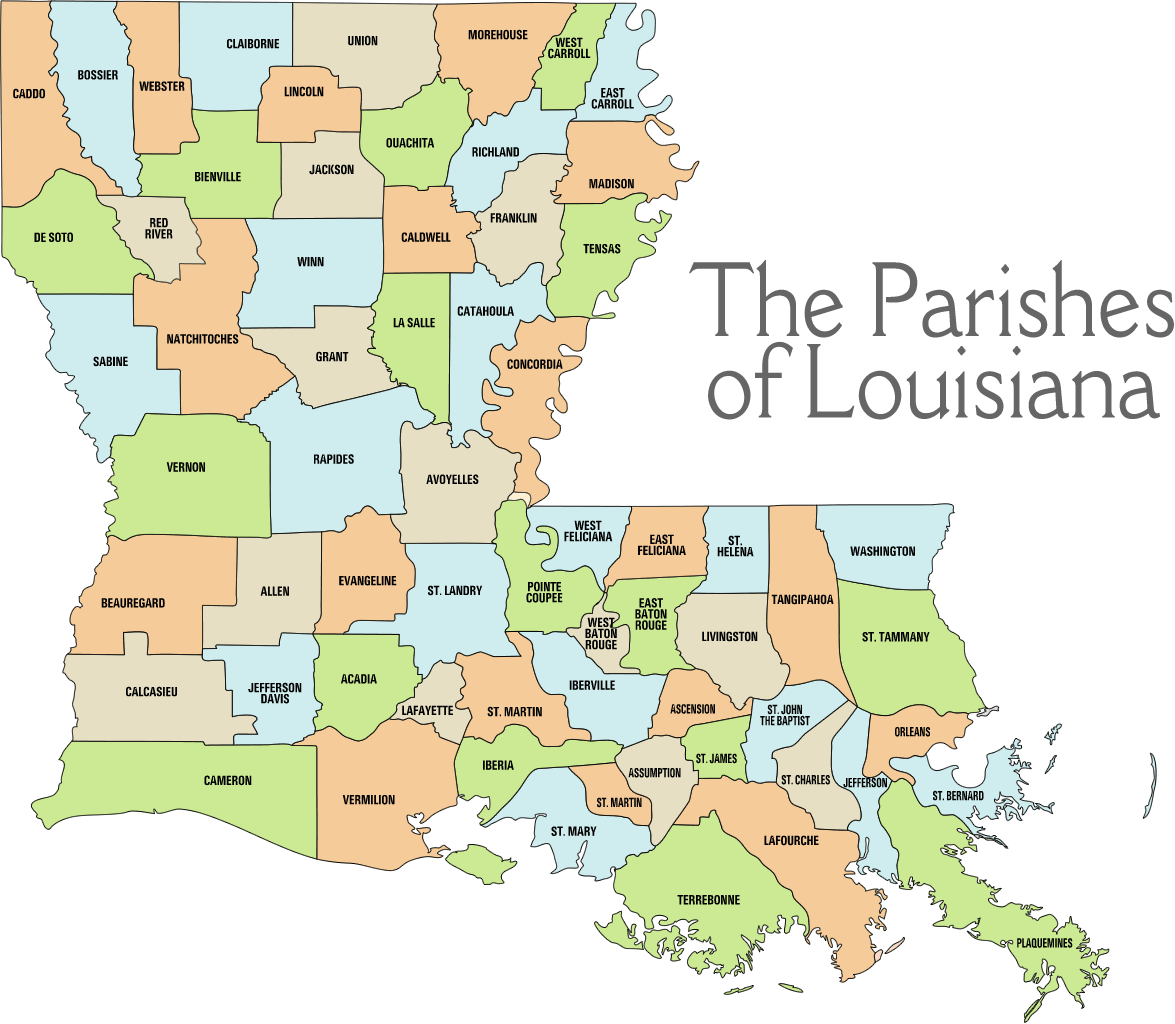 The Parishes
of Louisiana
CADDO
BOSSIER
WEBSTER
CLAIBORNE
UNION
LINCOLN
MOREHOUSE
WEST
CARROLL
EAST
CARROLL
OUACHITA
RICHLAND
MADISON
BIENVILLE
JACKSON
DE SOTO
RED
RIVER
WINN
CALDWELL
FRANKLIN
TENSAS
NATCHITOCHES
SABINE
GRANT
LA SALLE
CATAHOULA
CONCORDIA
VERNON
RAPIDES
AVOYELLES
BEAUREGARD
ALLEN
EVANGELINE
ST. LANDRY
POINTE
COUPEE
WEST
FELICIANA
EAST
FELICIANA
ST.
HELENA
TANGIPAHOA
WASHINGTON
WEST
BATON
ROUGE
EAST
BATON
ROUGE
LIVINGSTON
ST. TAMMANY
CALCASIEU
JEFFERSON
DAVIS
ACADIA
LAFAYETTE
ST. MARTIN
IBERVILLE
ASCENSION
ST. JOHN
THE BAPTIST
ORLEANS
CAMERON
VERMILION
IBERIA
ST. MARTIN
ASSUMPTION
ST. JAMES
ST. CHARLES
JEFFERSON
ST. BERNARD
ST. MARY
LAFOURCHE
TERREBONNE
PLAQUEMINES